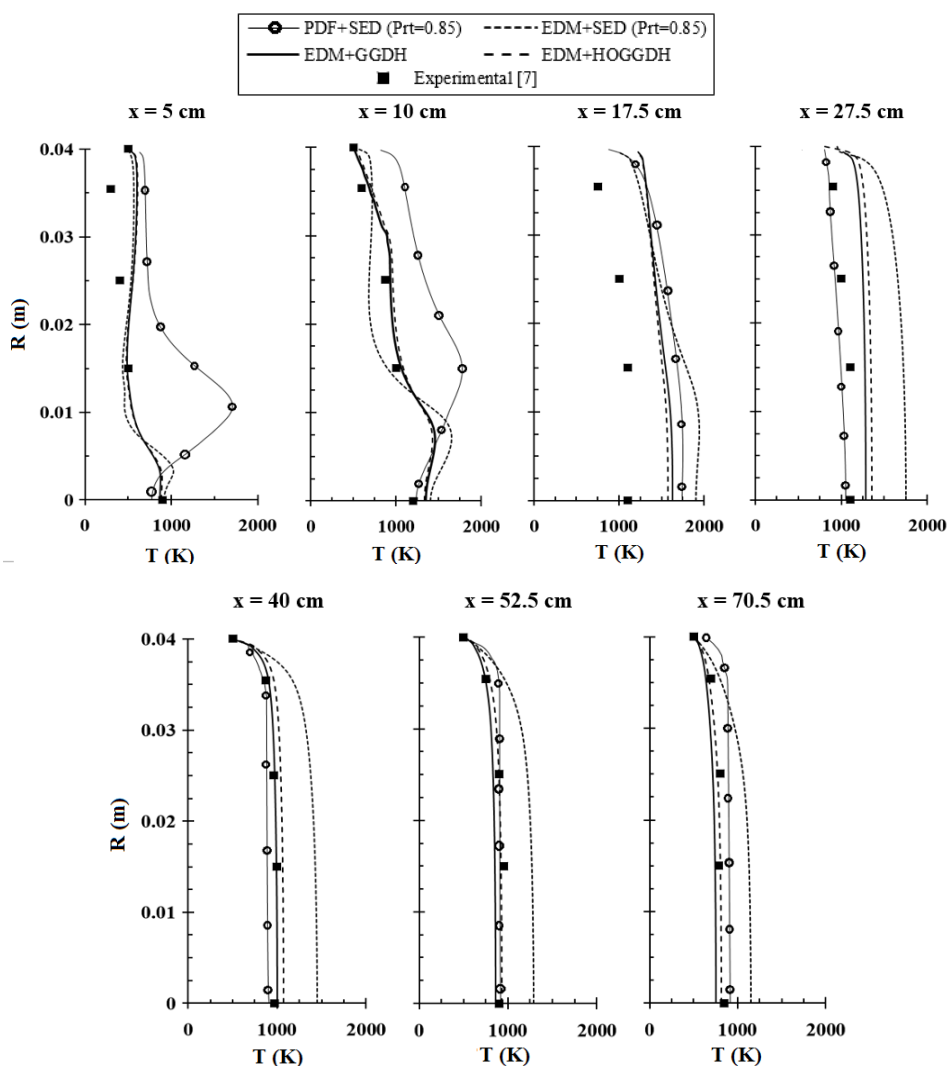 PDF+SED (Prt=0.85) EDM+SED (Prt=0.85)
EDM+GGDH EDM+HOGGDH
Experimental [7]
x = 5 cm x = 10 cm x = 17.5 cm x = 27.5 cm
0.04
0.03
0.02
0.01
0
R (m)
0 1000 2000 0 1000 2000 0 1000 2000 0 1000 2000
T (K) T (K) T (K) T (K)
x = 40 cm x = 52.5 cm x = 70.5 cm
0.04
0.03
0.02
0.01
0
R (m)
0 1000 2000 0 1000 2000 0 1000 2000
T (K) T (K) T (K)